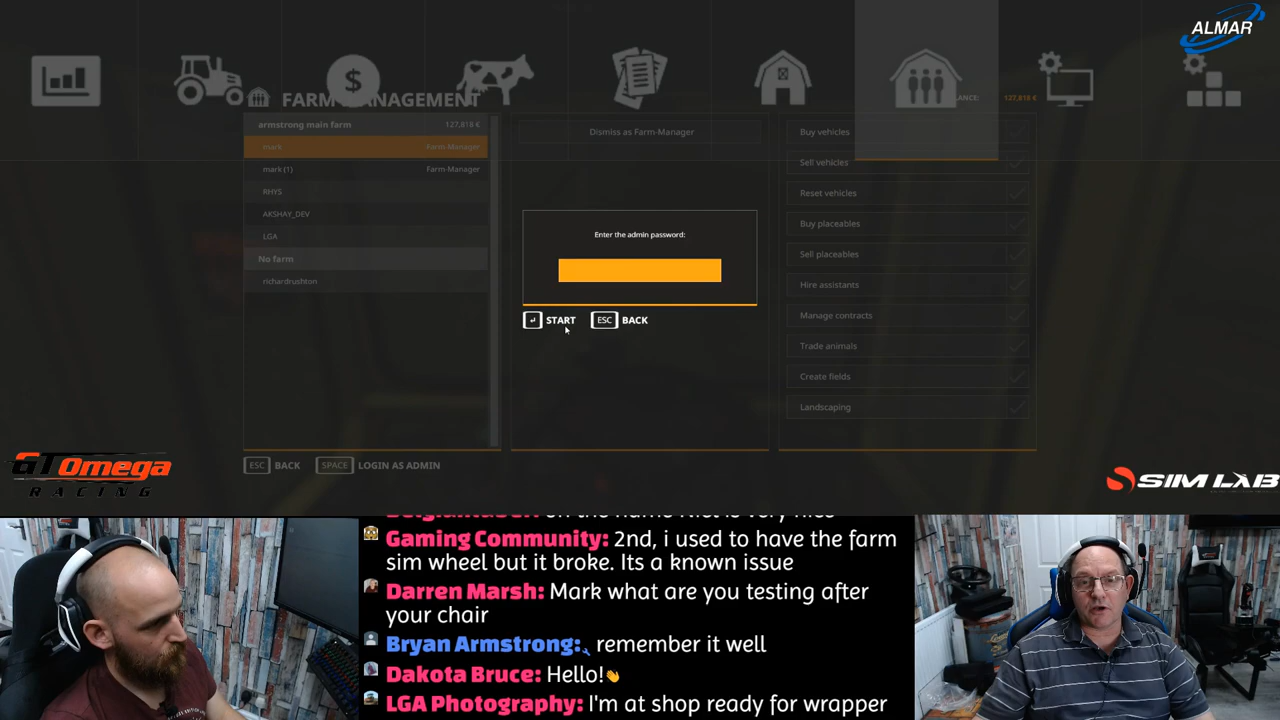 ALMAR
FARM MANAGEMENT
127,818 €
armstrong main farm 127,818 €
mark Farm-Manager
mark (1) Farm-Manager
RHYS
AKSHAY_DEV
LGA
No farm
richardrushton
Dismiss as Farm-Manager
Enter the admin password:
START ESC BACK
Buy vehicles
Sell vehicles
Reset vehicles
Buy placeables
Sell placeables
Hire assistants
Manage contracts
Trade animals
Create fields
Landscaping
ESC BACK SPACE LOGIN AS ADMIN
GT Omega
RACING
SIM LAB
Gaming Community: 2nd, i used to have the farm
sim wheel but it broke. Its a known issue
Darren Marsh: Mark what are you testing after
your chair
Bryan Armstrong: remember it well
Dakota Bruce: Hello!👋
LGA Photography: I'm at shop ready for wrapper